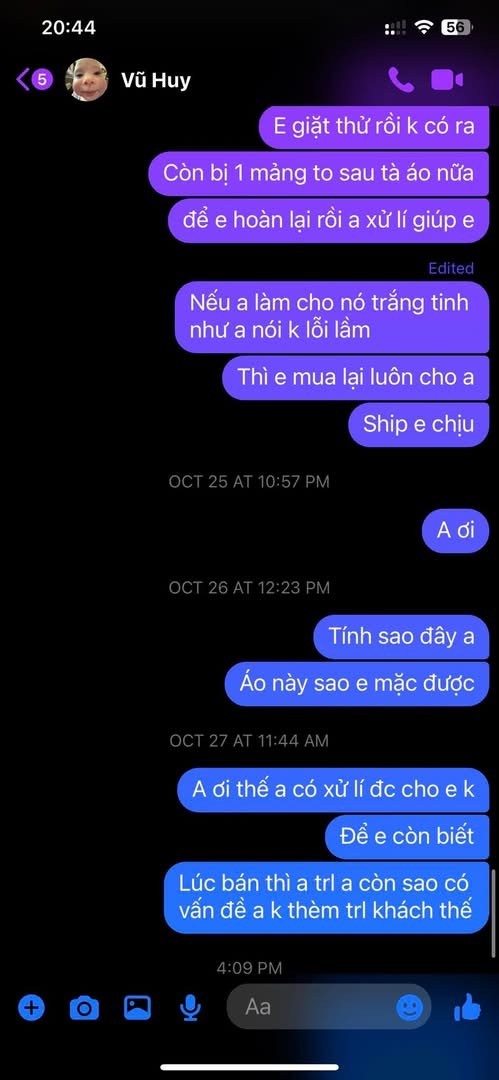 20:44
56
5
Vũ Huy
E giặt thử rồi k có ra
Còn bị 1 mảng to sau tà áo nữa
để e hoàn lại rồi a xử lí giúp e
Edited
Nếu a làm cho nó trắng tinh
như a nói k lỗi lầm
Thì e mua lại luôn cho a
Ship e chịu
OCT 25 AT 10:57 PM
A ơi
OCT 26 AT 12:23 PM
Tính sao đây a
Áo này sao e mặc được
OCT 27 AT 11:44 AM
A ơi thế a có xử lí đc cho e k
Để e còn biết
Lúc bán thì a trl a còn sao có
vấn đề a k thèm trl khách thế
4:09 PM
Aa